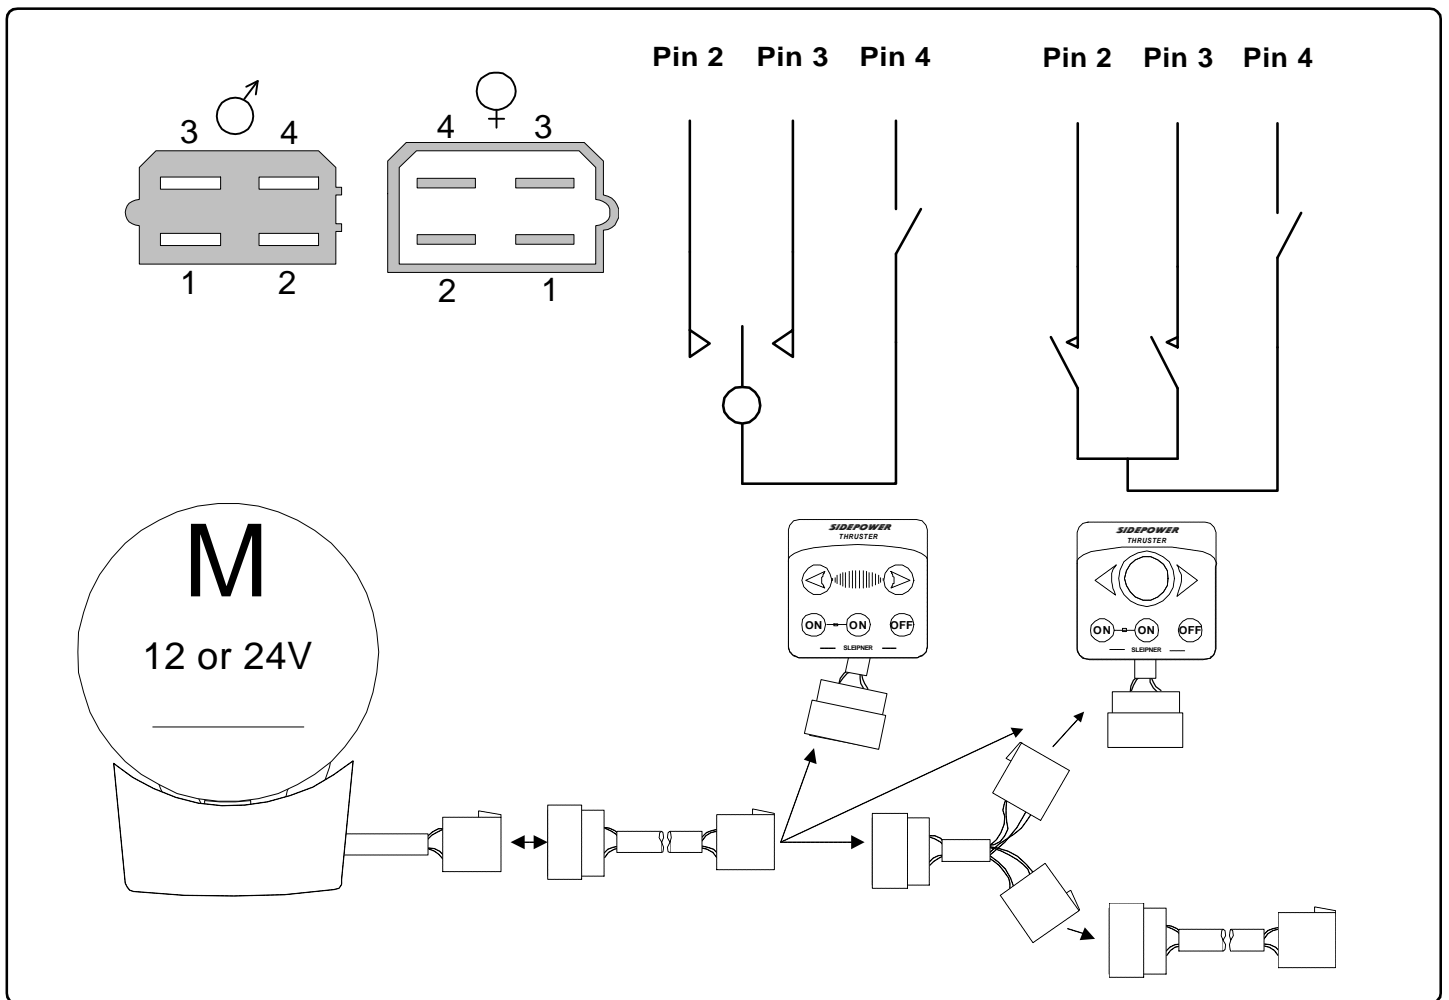 Pin 2 Pin 3 Pin 4
Pin 2 Pin 3 Pin 4
3 4
1 2
4 3
2 1
M
12 or 24V
SIDEPOWER
THRUSTER
ON ON OFF
SLEIPNER
SIDEPOWER
THRUSTER
ON ON OFF
SLEIPNER